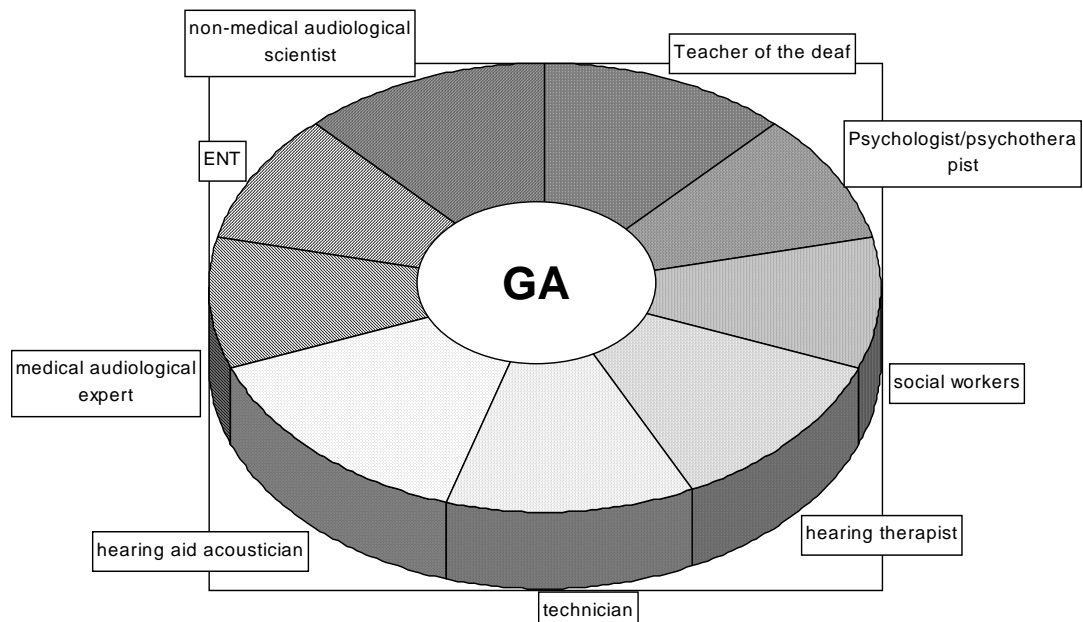 non-medical audiological
scientist
Teacher of the deaf
ENT
Psychologist/psychothera
pist
GA
medical audiological
expert
social workers
hearing aid acoustician
hearing therapist
technician